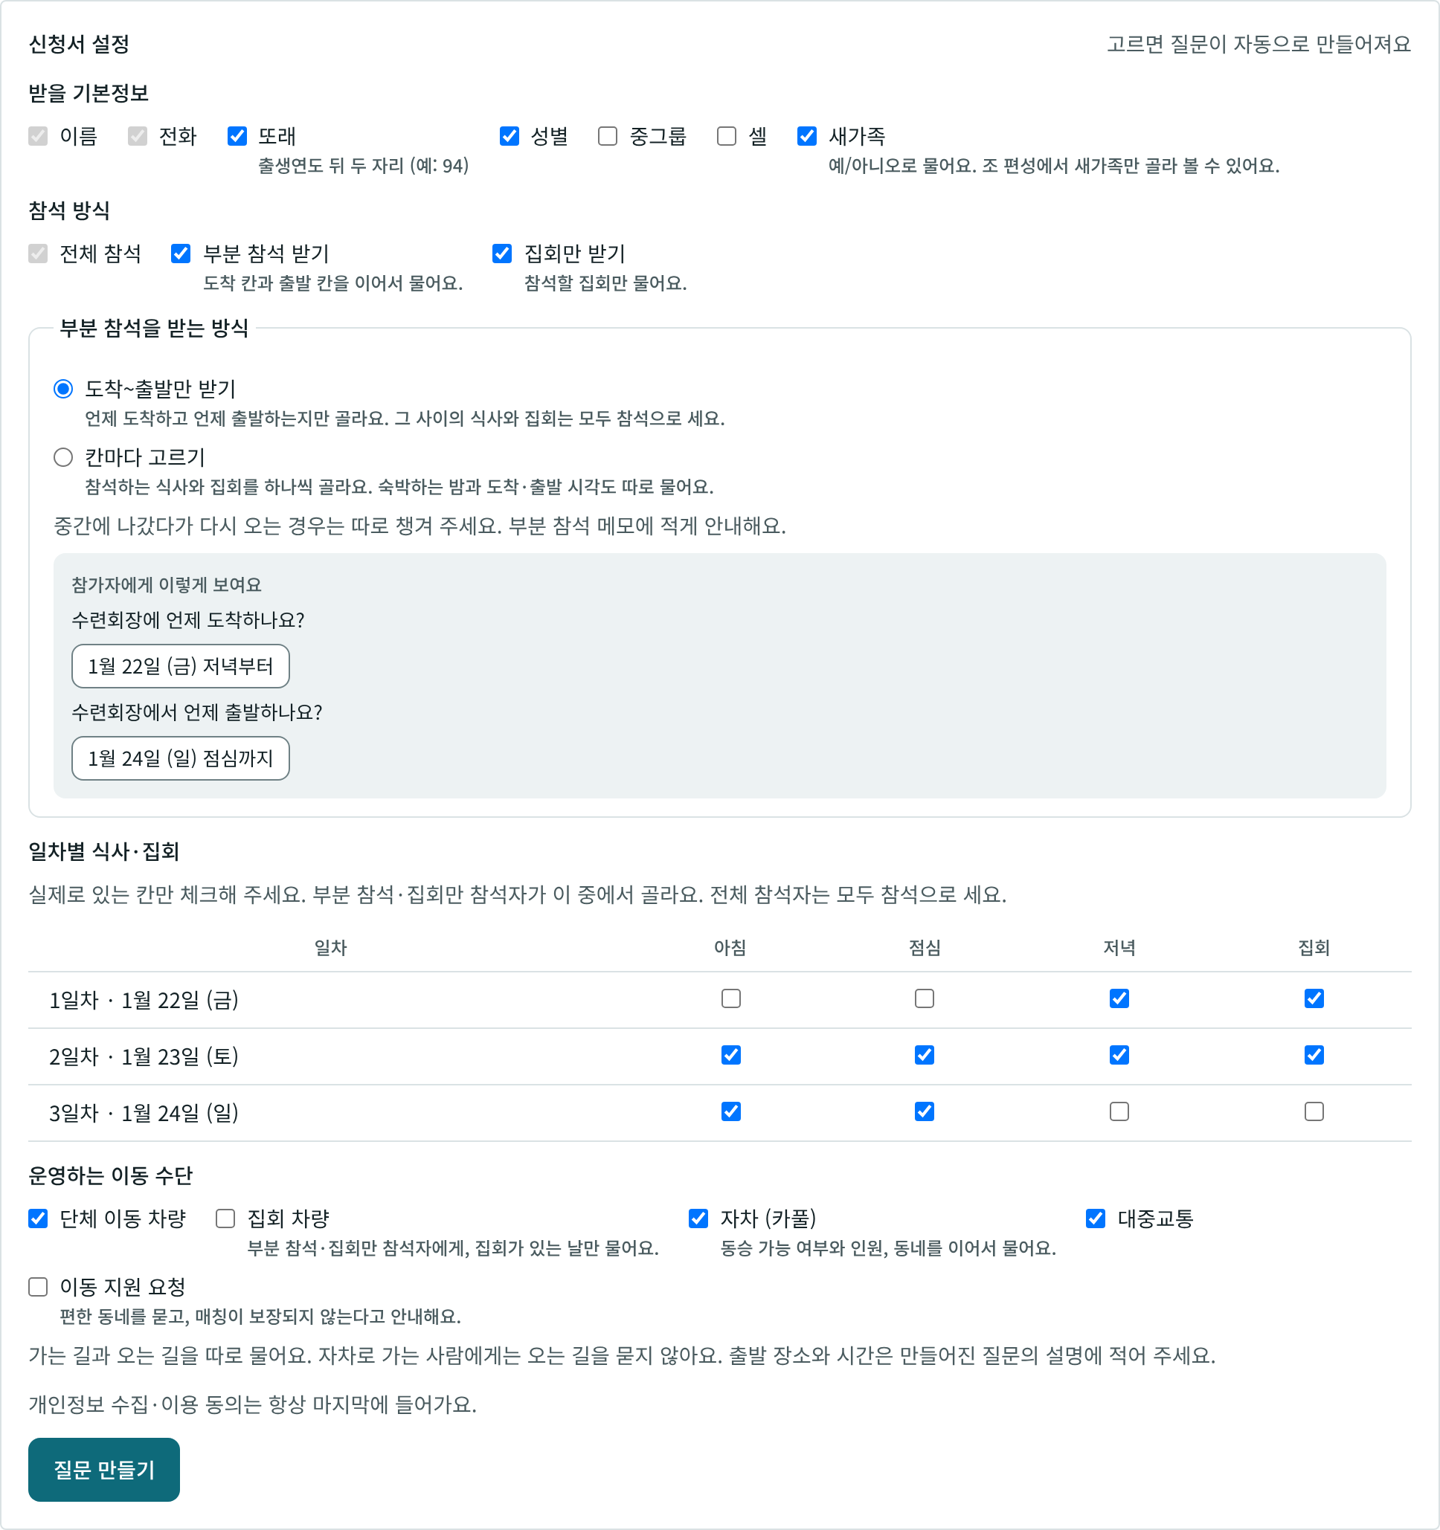 신청서 설정
고르면 질문이 자동으로 만들어져요
받을 기본정보
이름 전화 또래 성별 중그룹 셀 새가족
출생연도 뒤 두 자리 (예: 94) 예/아니오로 물어요. 조 편성에서 새가족만 골라 볼 수 있어요.
참석 방식
전체 참석 부분 참석 받기 집회만 받기
도착 칸과 출발 칸을 이어서 물어요. 참석할 집회만 물어요.
부분 참석을 받는 방식
도착~출발만 받기
언제 도착하고 언제 출발하는지만 골라요. 그 사이의 식사와 집회는 모두 참석으로 세요.
칸마다 고르기
참석하는 식사와 집회를 하나씩 골라요. 숙박하는 밤과 도착·출발 시각도 따로 물어요.
중간에 나갔다가 다시 오는 경우는 따로 챙겨 주세요. 부분 참석 메모에 적게 안내해요.
참가자에게 이렇게 보여요
수련회장에 언제 도착하나요?
1월 22일 (금) 저녁부터
수련회장에서 언제 출발하나요?
1월 24일 (일) 점심까지
일차별 식사·집회
실제로 있는 칸만 체크해 주세요. 부분 참석·집회만 참석자가 이 중에서 골라요. 전체 참석자는 모두 참석으로 세요.
일차 아침 점심 저녁 집회
1일차 · 1월 22일 (금)
2일차 · 1월 23일 (토)
3일차 · 1월 24일 (일)
운영하는 이동 수단
단체 이동 차량 집회 차량 자차 (카풀) 대중교통
부분 참석·집회만 참석자에게, 집회가 있는 날만 물어요. 동승 가능 여부와 인원, 동네를 이어서 물어요.
이동 지원 요청
편한 동네를 묻고, 매칭이 보장되지 않는다고 안내해요.
가는 길과 오는 길을 따로 물어요. 자차로 가는 사람에게는 오는 길을 묻지 않아요. 출발 장소와 시간은 만들어진 질문의 설명에 적어 주세요.
개인정보 수집·이용 동의는 항상 마지막에 들어가요.
질문 만들기